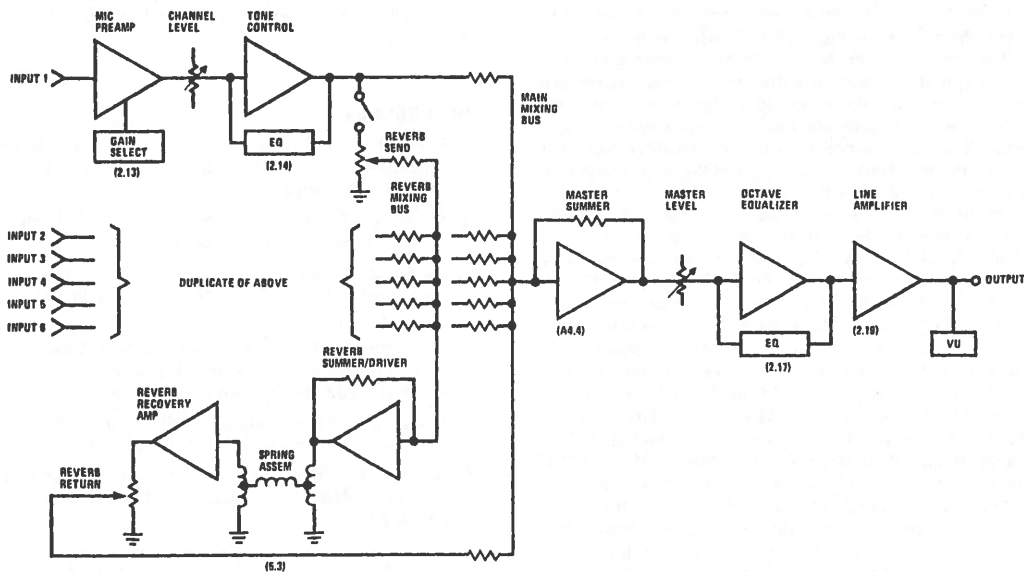 MIC
PREAMP
CHANNEL
LEVEL
TONE
CONTROL
INPUT 1
GAIN
SELECT
(2.13)
EQ
(2.14)
REVERB
SEND
REVERB
MIXING
BUS
MAIN
MIXING
BUS
INPUT 2
INPUT 3
INPUT 4
INPUT 5
INPUT 6
DUPLICATE OF ABOVE
MASTER
SUMMER
(A4.4)
MASTER
LEVEL
OCTAVE
EQUALIZER
EQ
(2.17)
LINE
AMPLIFIER
(2.19)
OUTPUT
VU
REVERB
SUMMER/DRIVER
REVERB
RECOVERY
AMP
SPRING
ASSEM
REVERB
RETURN
(5.3)